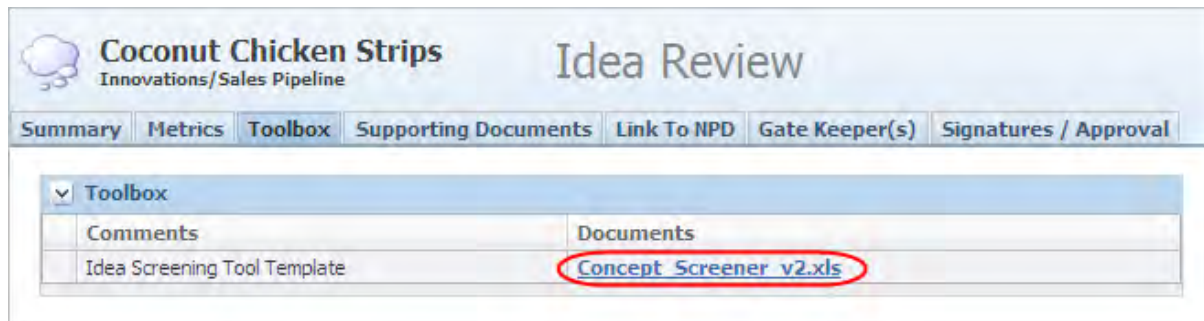 Coconut Chicken Strips
Innovations/Sales Pipeline
Idea Review
Summary Metrics Toolbox Supporting Documents Link To NPD Gate Keeper(s) Signatures / Approval
Toolbox
Comments Documents
Idea Screening Tool Template Concept_Screener_v2.xls